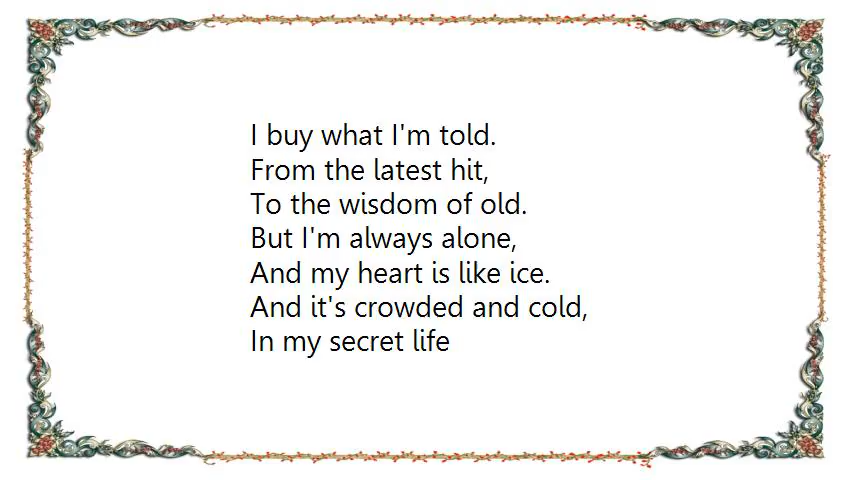 I buy what I'm told.
From the latest hit,
To the wisdom of old.
But I'm always alone,
And my heart is like ice.
And it's crowded and cold,
In my secret life